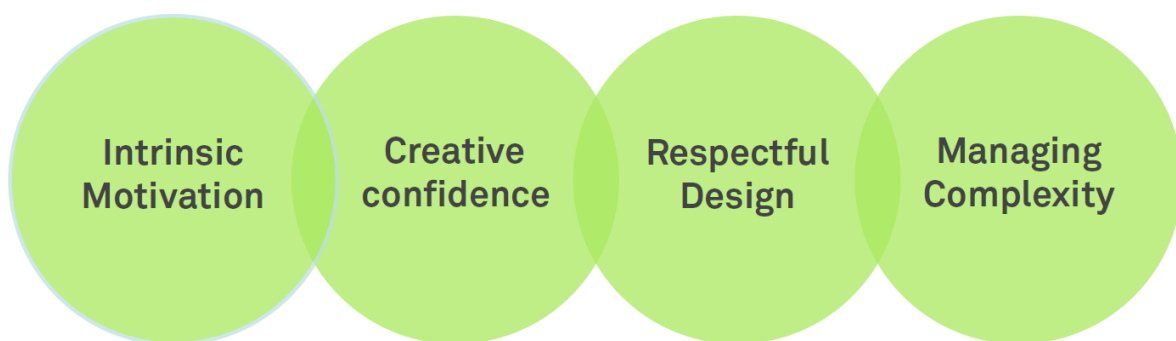 Intrinsic
Motivation
Creative
confidence
Respectful
Design
Managing
Complexity